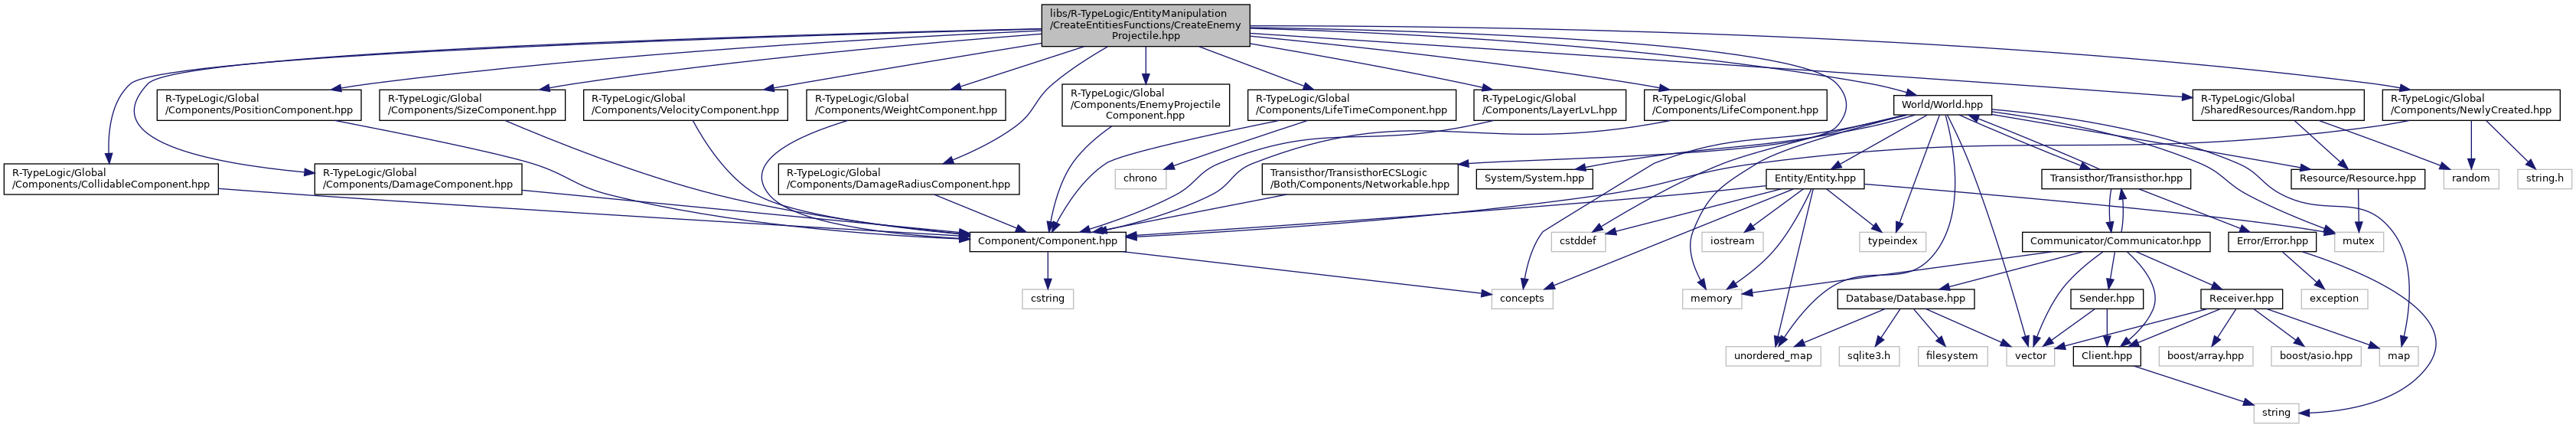 libs/R-TypeLogic/EntityManipulation
/CreateEntitiesFunctions/CreateEnemy
Projectile.hpp
R-TypeLogic/Global
/Components/PositionComponent.hpp
R-TypeLogic/Global
/Components/SizeComponent.hpp
R-TypeLogic/Global
/Components/VelocityComponent.hpp
R-TypeLogic/Global
/Components/WeightComponent.hpp
R-TypeLogic/Global
/Components/EnemyProjectile
Component.hpp
R-TypeLogic/Global
/Components/LifeTimeComponent.hpp
R-TypeLogic/Global
/Components/LayerLvL.hpp
R-TypeLogic/Global
/Components/LifeComponent.hpp
World/World.hpp
R-TypeLogic/Global
/SharedResources/Random.hpp
R-TypeLogic/Global
/Components/NewlyCreated.hpp
R-TypeLogic/Global
/Components/CollidableComponent.hpp
R-TypeLogic/Global
/Components/DamageComponent.hpp
R-TypeLogic/Global
/Components/DamageRadiusComponent.hpp
chrono
Transisthor/TransisthorECSLogic
/Both/Components/Networkable.hpp
System/System.hpp
Entity/Entity.hpp
Transisthor/Transisthor.hpp
Resource/Resource.hpp
random
string.h
Component/Component.hpp
cstddef
iostream
typeindex
Communicator/Communicator.hpp
Error/Error.hpp
mutex
cstring
concepts
memory
Database/Database.hpp
Sender.hpp
Receiver.hpp
exception
unordered_map
sqlite3.h
filesystem
vector
Client.hpp
boost/array.hpp
boost/asio.hpp
map
string